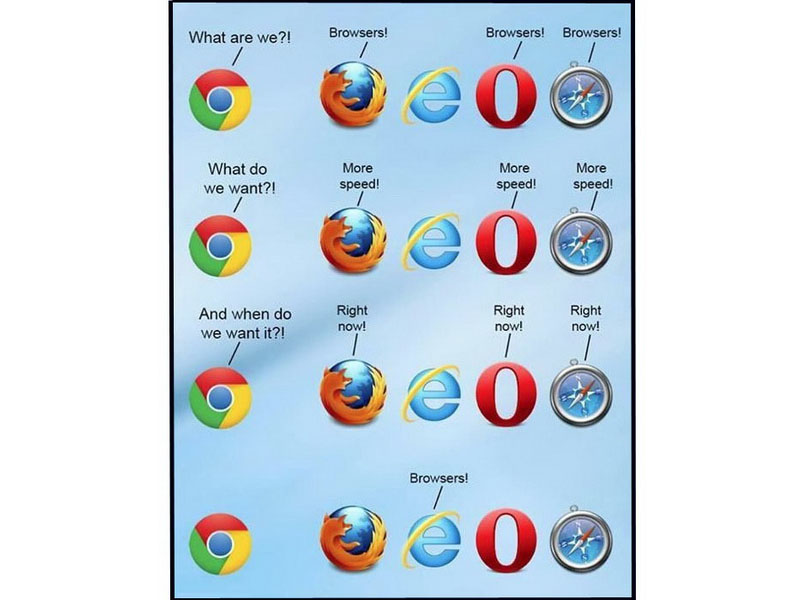 What are we?!
Browsers!
Browsers!
Browsers!
What do
we want?!
More
speed!
More
speed!
More
speed!
And when do
we want it?!
Right
now!
Right
now!
Right
now!
Browsers!